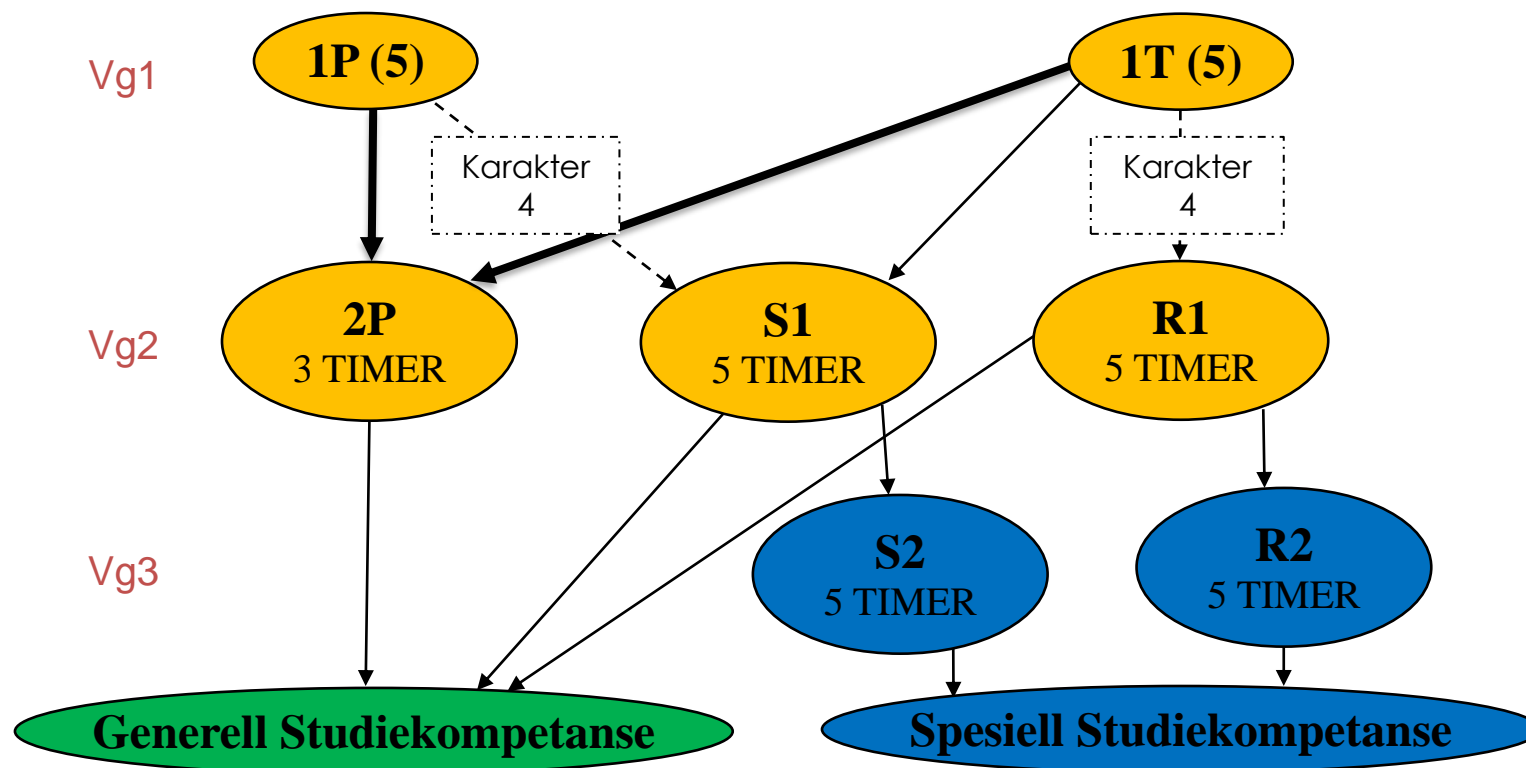 Vg1
1P (5)
1T (5)
Karakter
4
Karakter
4
Vg2
2P
3 TIMER
S1
5 TIMER
R1
5 TIMER
Vg3
S2
5 TIMER
R2
5 TIMER
Generell Studiekompetanse
Spesiell Studiekompetanse